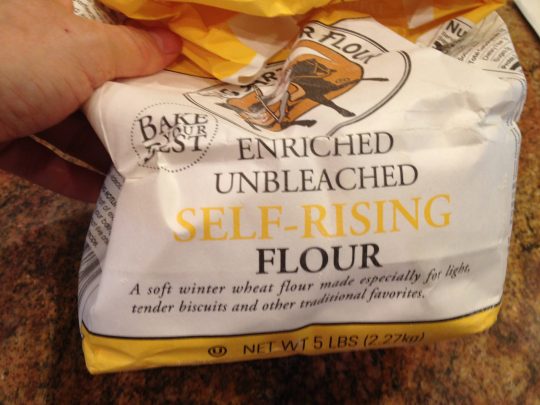 R FLOUR
BAKE
YOUR
BEST
ENRICHED
UNBLEACHED
SELF-RISING
FLOUR
A soft winter wheat flour made especially for light,
tender biscuits and other traditional favorites.
U NET WT 5 LBS (2.27kg)
Nu